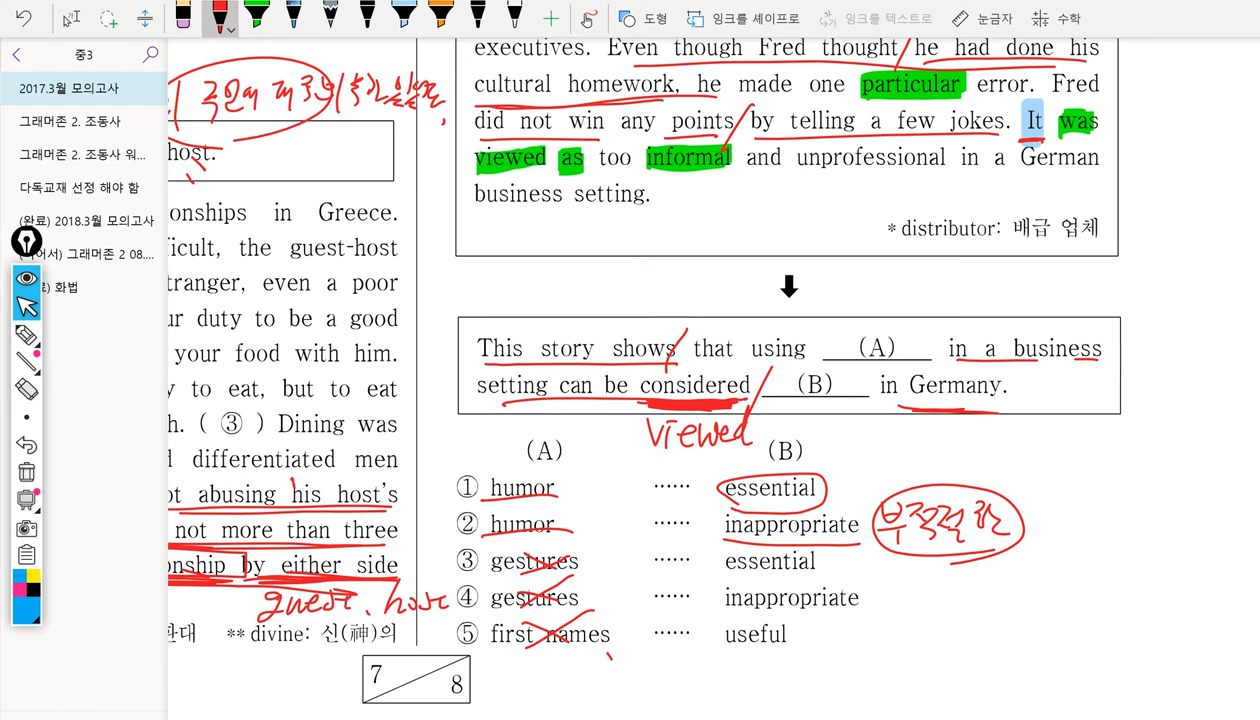 도형
잉크를 셰이프로
잉크를 텍스트로
눈금자
수학
중3
2017.3월 모의고사
그래머존 2. 조동사
그래머존 2. 조동사 워...
다독교재 선정 해야 함
(완료) 2018.3월 모의고사
어서) 그래머존 2 08....
) 화법
host.
onships in Greece.
icult, the guest-host
tranger, even a poor
ur duty to be a good
your food with him.
y to eat, but to eat
h. ( ③ ) Dining was
d differentiated men
ot abusing his host's
not more than three
onship by either side
guest, host
환대 ** divine: 신(神)의
7
8
executives. Even though Fred thought he had done his
cultural homework, he made one particular error. Fred
did not win any points by telling a few jokes. It was
viewed as too informal and unprofessional in a German
business setting.
* distributor: 배급 업체
This story shows that using (A) in a business
setting can be considered (B) in Germany.
viewed
(A) (B)
① humor ...... essential
② humor ...... inappropriate 부적절한
③ gestures ...... essential
④ gestures ...... inappropriate
⑤ first names ...... useful